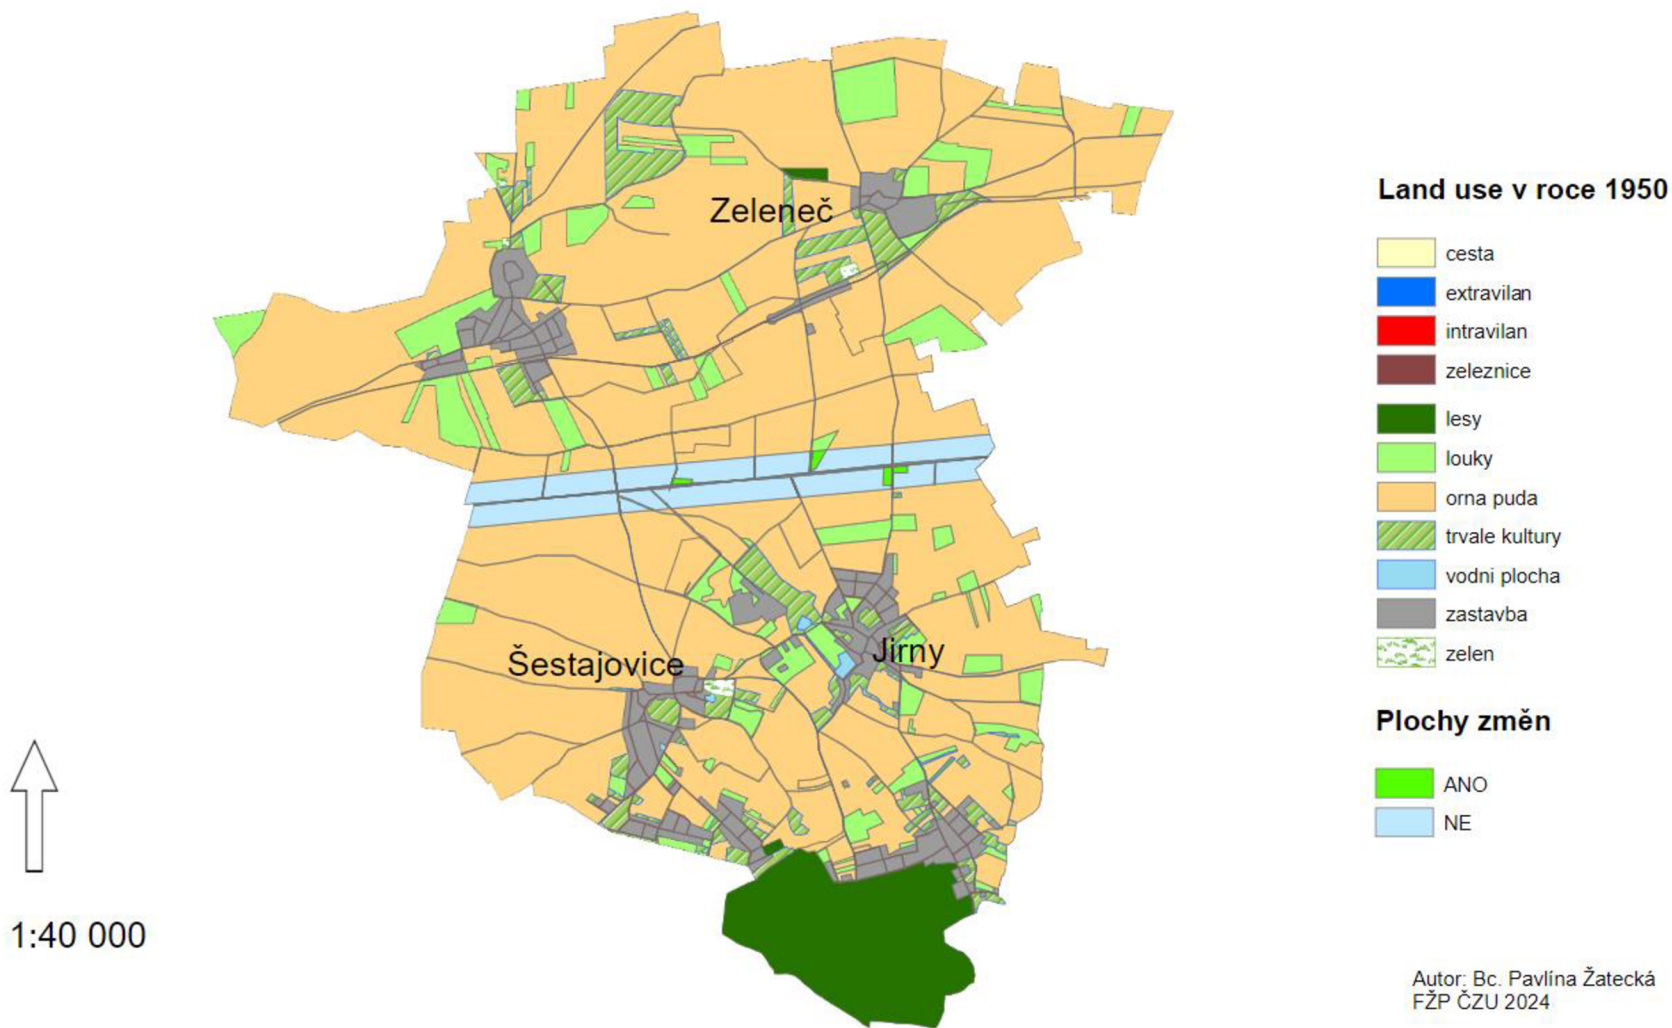 Zeleneč
Šestajovice
Jirny
1:40 000
Land use v roce 1950
cesta
extravilan
intravilan
zeleznice
lesy
louky
orna puda
trvale kultury
vodni plocha
zastavba
zelen
Plochy změn
ANO
NE
Autor: Bc. Pavlína Žatecká
FŽP ČZU 2024